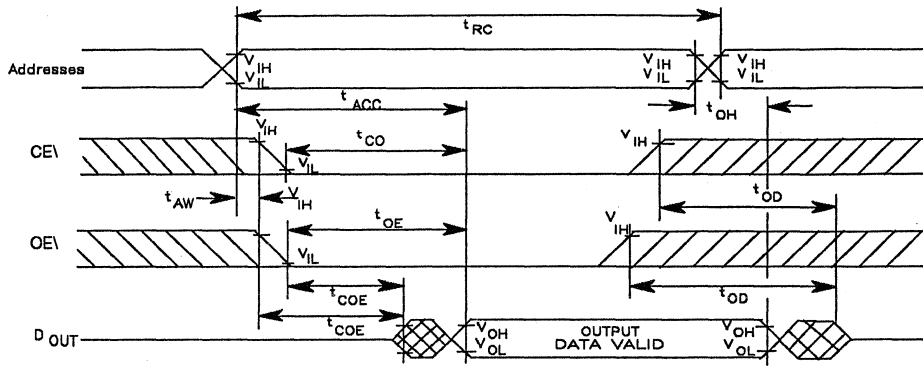 t RC
Addresses
V IH
V IL
V IH
V IL
V IH
V IL
t ACC
t OH
CE\
V IH
t CO
V IL
V IH
t AW
V IH
t OD
OE\
t OE
V IL
V IH
t COE
t OD
t COE
D OUT
V OH
V OL
OUTPUT
DATA VALID
V OH
V OL